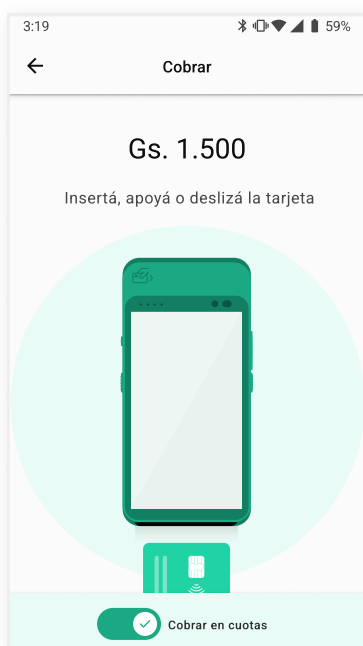 3:19 59%
Cobrar
Gs. 1.500
Insertá, apoyá o deslizá la tarjeta
Cobrar en cuotas